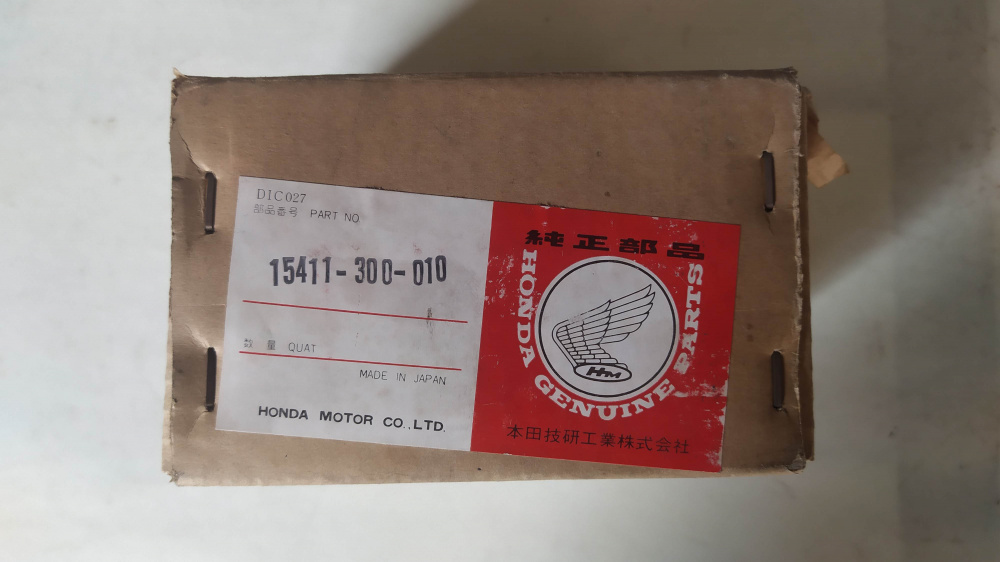 DIC027
部品番号 PART NO.
15411-300-010
数量 QUAT
MADE IN JAPAN
HONDA MOTOR CO.,LTD.
純正部品
HONDA GENUINE PARTS
HM
本田技研工業株式会社